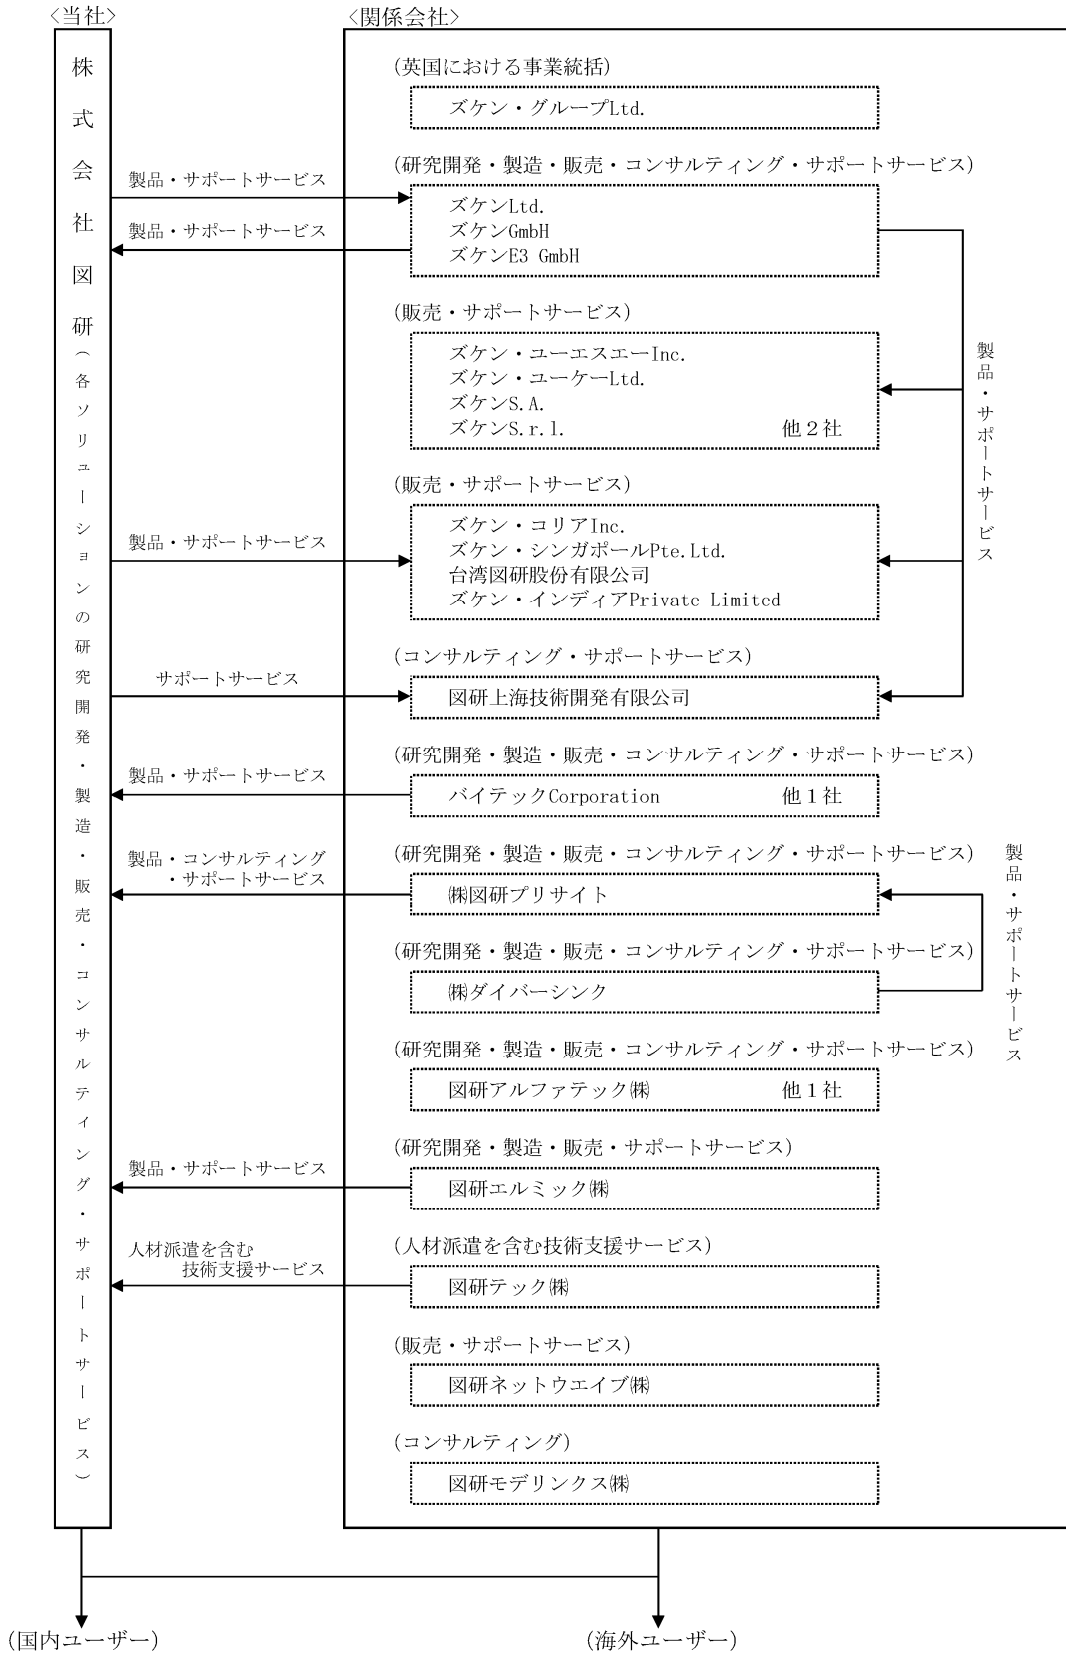 <当社>
株式会社図研(各ソリューションの研究開発・製造・販売・コンサルティング・サポートサービス)
<関係会社>
(英国における事業統括)
ズケン・グループLtd.
(研究開発・製造・販売・コンサルティング・サポートサービス)
製品・サポートサービス
製品・サポートサービス
ズケンLtd.
ズケンGmbH
ズケンE3 GmbH
(販売・サポートサービス)
ズケン・ユーエスエーInc.
ズケン・ユーケーLtd.
ズケンS.A.
ズケンS.r.l. 他2社
製品・サポートサービス
(販売・サポートサービス)
製品・サポートサービス
ズケン・コリアInc.
ズケン・シンガポールPte.Ltd.
台湾図研股份有限公司
ズケン・インディアPrivate Limited
(コンサルティング・サポートサービス)
サポートサービス
図研上海技術開発有限公司
(研究開発・製造・販売・コンサルティング・サポートサービス)
製品・サポートサービス
バイテックCorporation 他1社
(研究開発・製造・販売・コンサルティング・サポートサービス)
製品・コンサルティング
・サポートサービス
㈱図研プリサイト
製品・サポートサービス
(研究開発・製造・販売・コンサルティング・サポートサービス)
㈱ダイバーシンク
(研究開発・製造・販売・コンサルティング・サポートサービス)
図研アルファテック㈱ 他1社
(研究開発・製造・販売・サポートサービス)
製品・サポートサービス
図研エルミック㈱
(人材派遣を含む技術支援サービス)
人材派遣を含む
技術支援サービス
図研テック㈱
(販売・サポートサービス)
図研ネットウエイブ㈱
(コンサルティング)
図研モデリンクス㈱
(国内ユーザー)
(海外ユーザー)